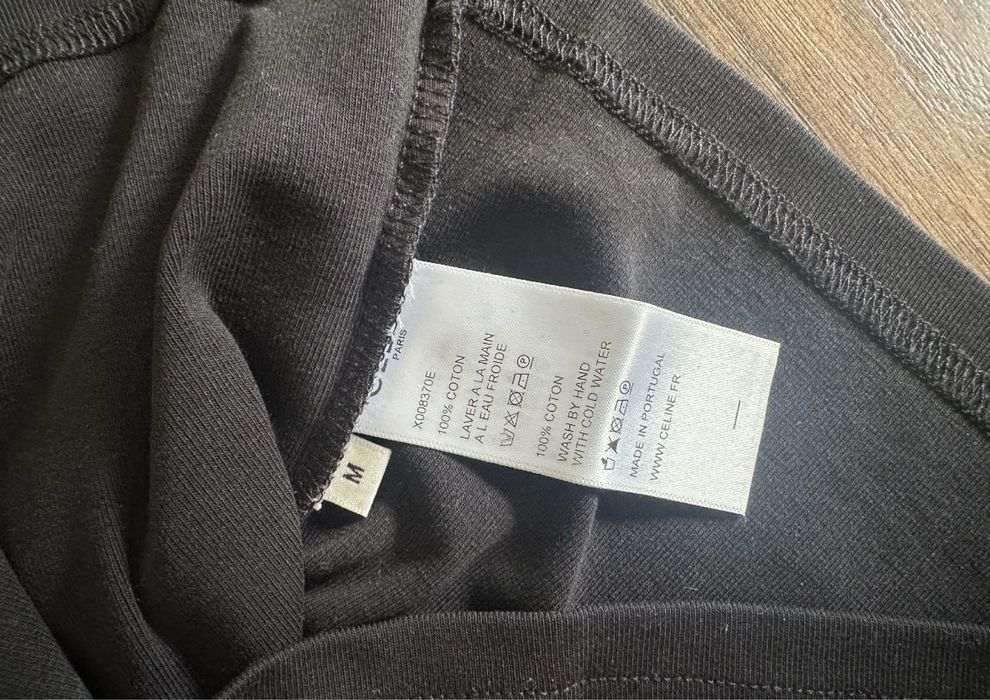 PARIS
X008370E
100% COTON
LAVER A LA MAIN
A L EAU FROIDE
100% COTTON
WASH BY HAND
WITH COLD WATER
MADE IN PORTUGAL
WWW.CELINE.FR
M